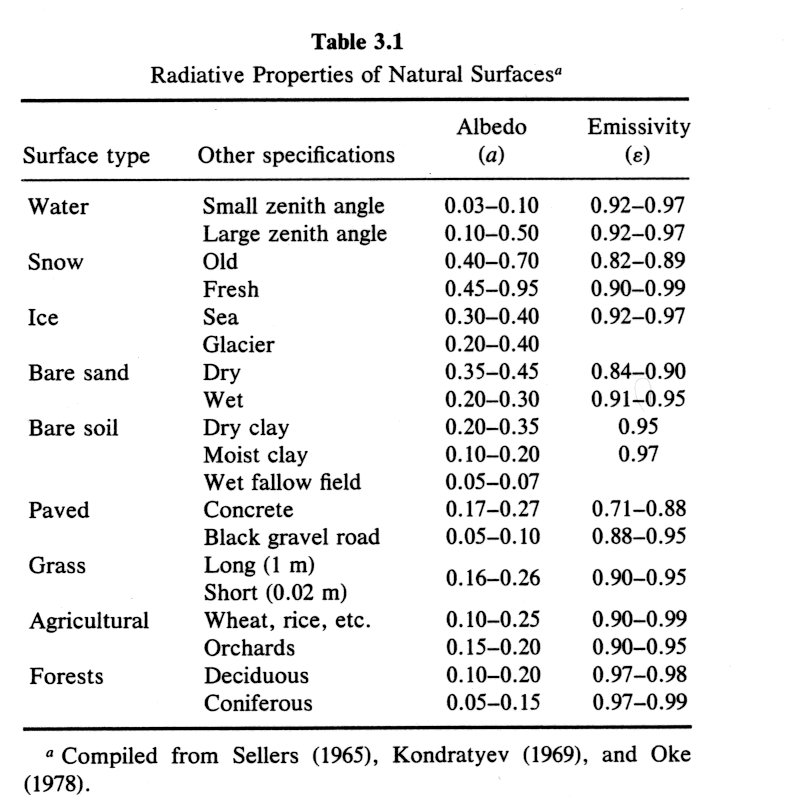 Table 3.1
Radiative Properties of Natural Surfacesᵃ
Albedo Emissivity
Surface type Other specifications (a) (ε)
Water Small zenith angle 0.03–0.10 0.92–0.97
Large zenith angle 0.10–0.50 0.92–0.97
Snow Old 0.40–0.70 0.82–0.89
Fresh 0.45–0.95 0.90–0.99
Ice Sea 0.30–0.40 0.92–0.97
Glacier 0.20–0.40
Bare sand Dry 0.35–0.45 0.84–0.90
Wet 0.20–0.30 0.91–0.95
Bare soil Dry clay 0.20–0.35 0.95
Moist clay 0.10–0.20 0.97
Wet fallow field 0.05–0.07
Paved Concrete 0.17–0.27 0.71–0.88
Black gravel road 0.05–0.10 0.88–0.95
Grass Long (1 m)
0.16–0.26 0.90–0.95
Short (0.02 m)
Agricultural Wheat, rice, etc. 0.10–0.25 0.90–0.99
Orchards 0.15–0.20 0.90–0.95
Forests Deciduous 0.10–0.20 0.97–0.98
Coniferous 0.05–0.15 0.97–0.99
ᵃ Compiled from Sellers (1965), Kondratyev (1969), and Oke
(1978).